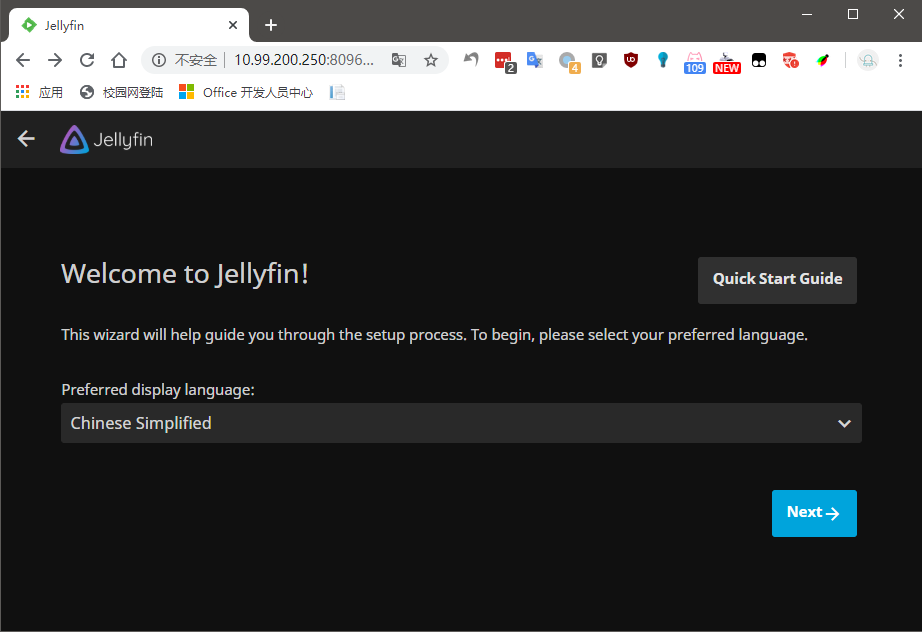 Jellyfin
不安全 10.99.200.250:8096...
2
4
109
NEW
应用 校园网登陆 Office 开发人员中心
Jellyfin
Welcome to Jellyfin!
Quick Start Guide
This wizard will help guide you through the setup process. To begin, please select your preferred language.
Preferred display language:
Chinese Simplified
Next